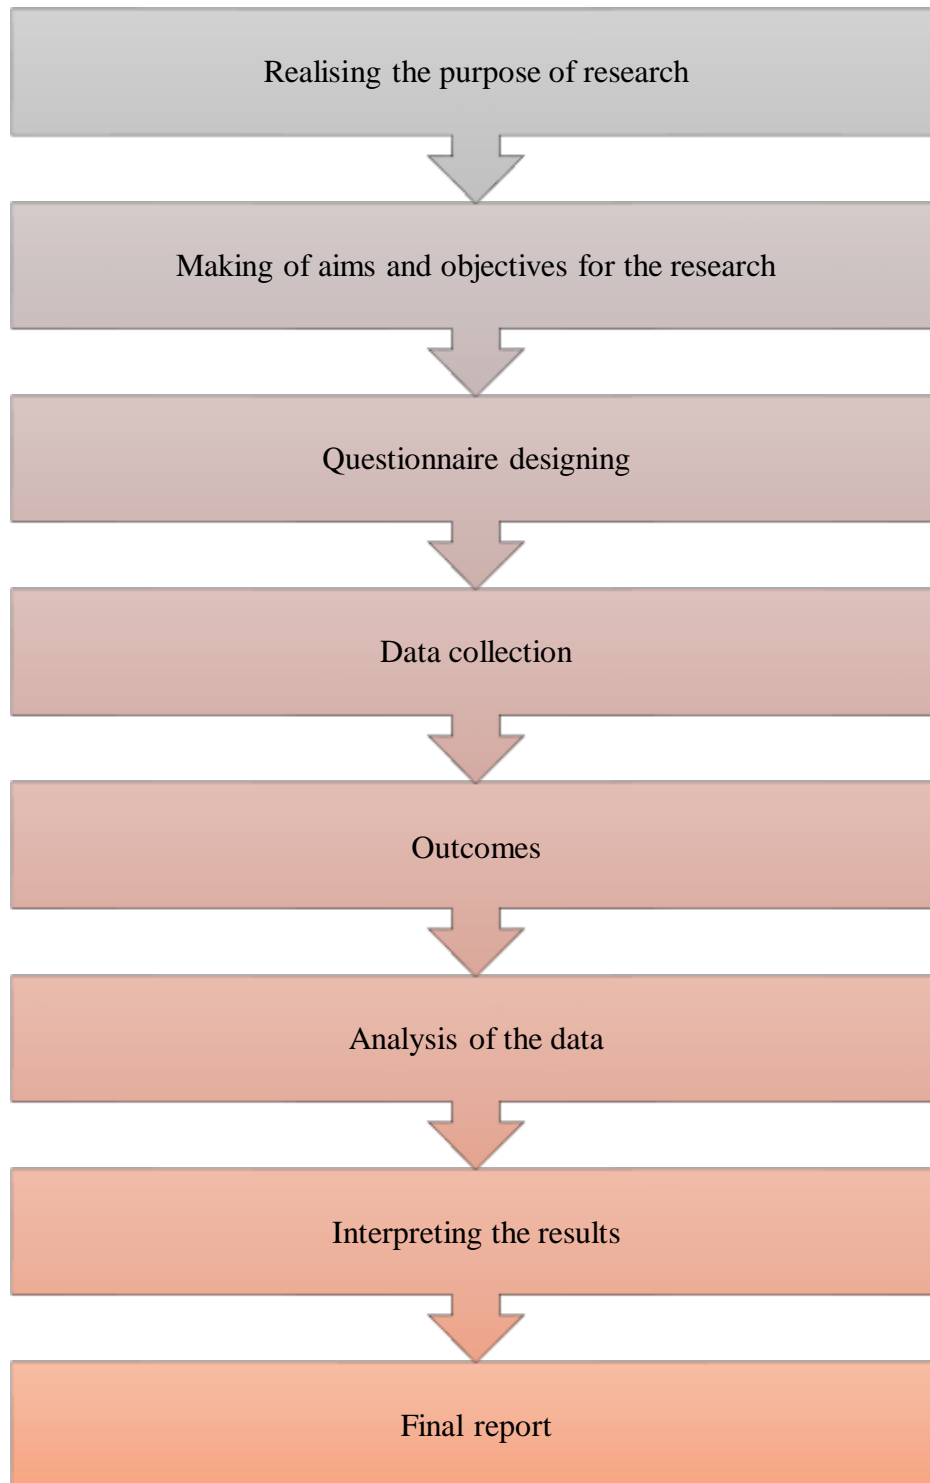 Realising the purpose of research
Making of aims and objectives for the research
Questionnaire designing
Data collection
Outcomes
Analysis of the data
Interpreting the results
Final report